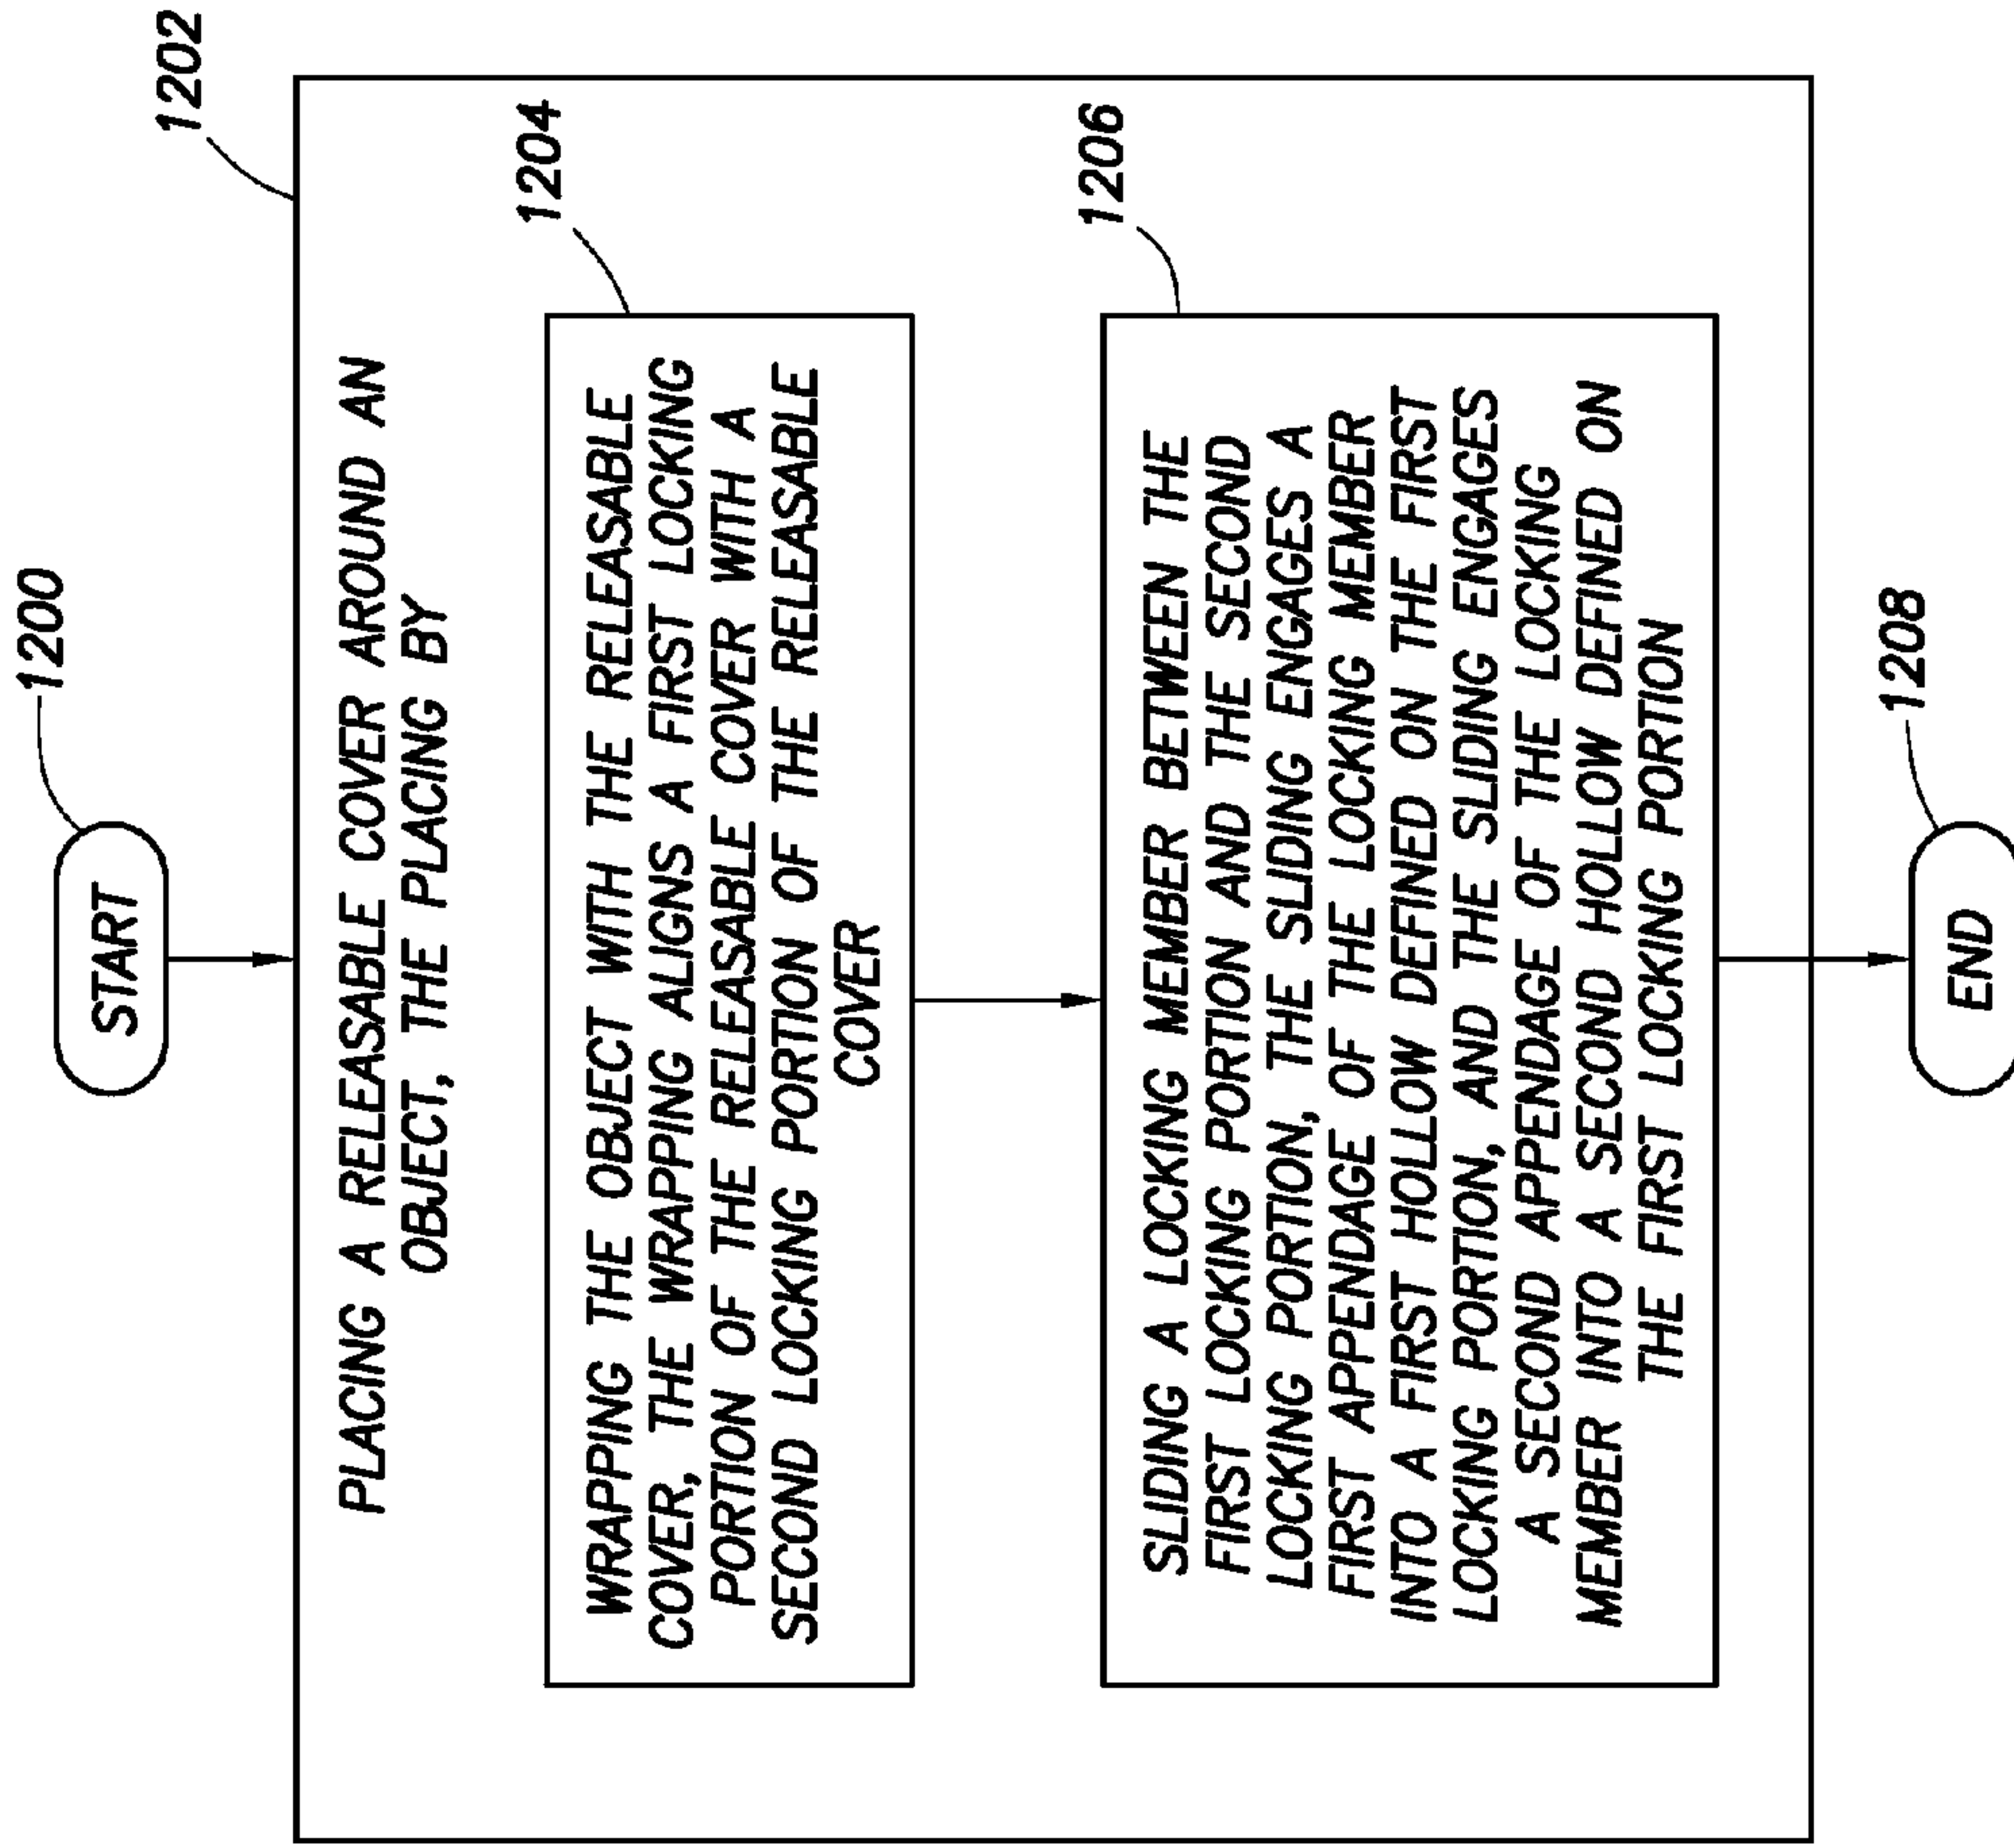 1200
START
1202
PLACING A RELEASABLE COVER AROUND AN
OBJECT, THE PLACING BY
1204
WRAPPING THE OBJECT WITH THE RELEASABLE
COVER, THE WRAPPING ALIGNS A FIRST LOCKING
PORTION OF THE RELEASABLE COVER WITH A
SECOND LOCKING PORTION OF THE RELEASABLE
COVER
1206
SLIDING A LOCKING MEMBER BETWEEN THE
FIRST LOCKING PORTION AND THE SECOND
LOCKING PORTION, THE SLIDING ENGAGES A
FIRST APPENDAGE OF THE LOCKING MEMBER
INTO A FIRST HOLLOW DEFINED ON THE FIRST
LOCKING PORTION, AND THE SLIDING ENGAGES
A SECOND APPENDAGE OF THE LOCKING
MEMBER INTO A SECOND HOLLOW DEFINED ON
THE FIRST LOCKING PORTION
1208
END